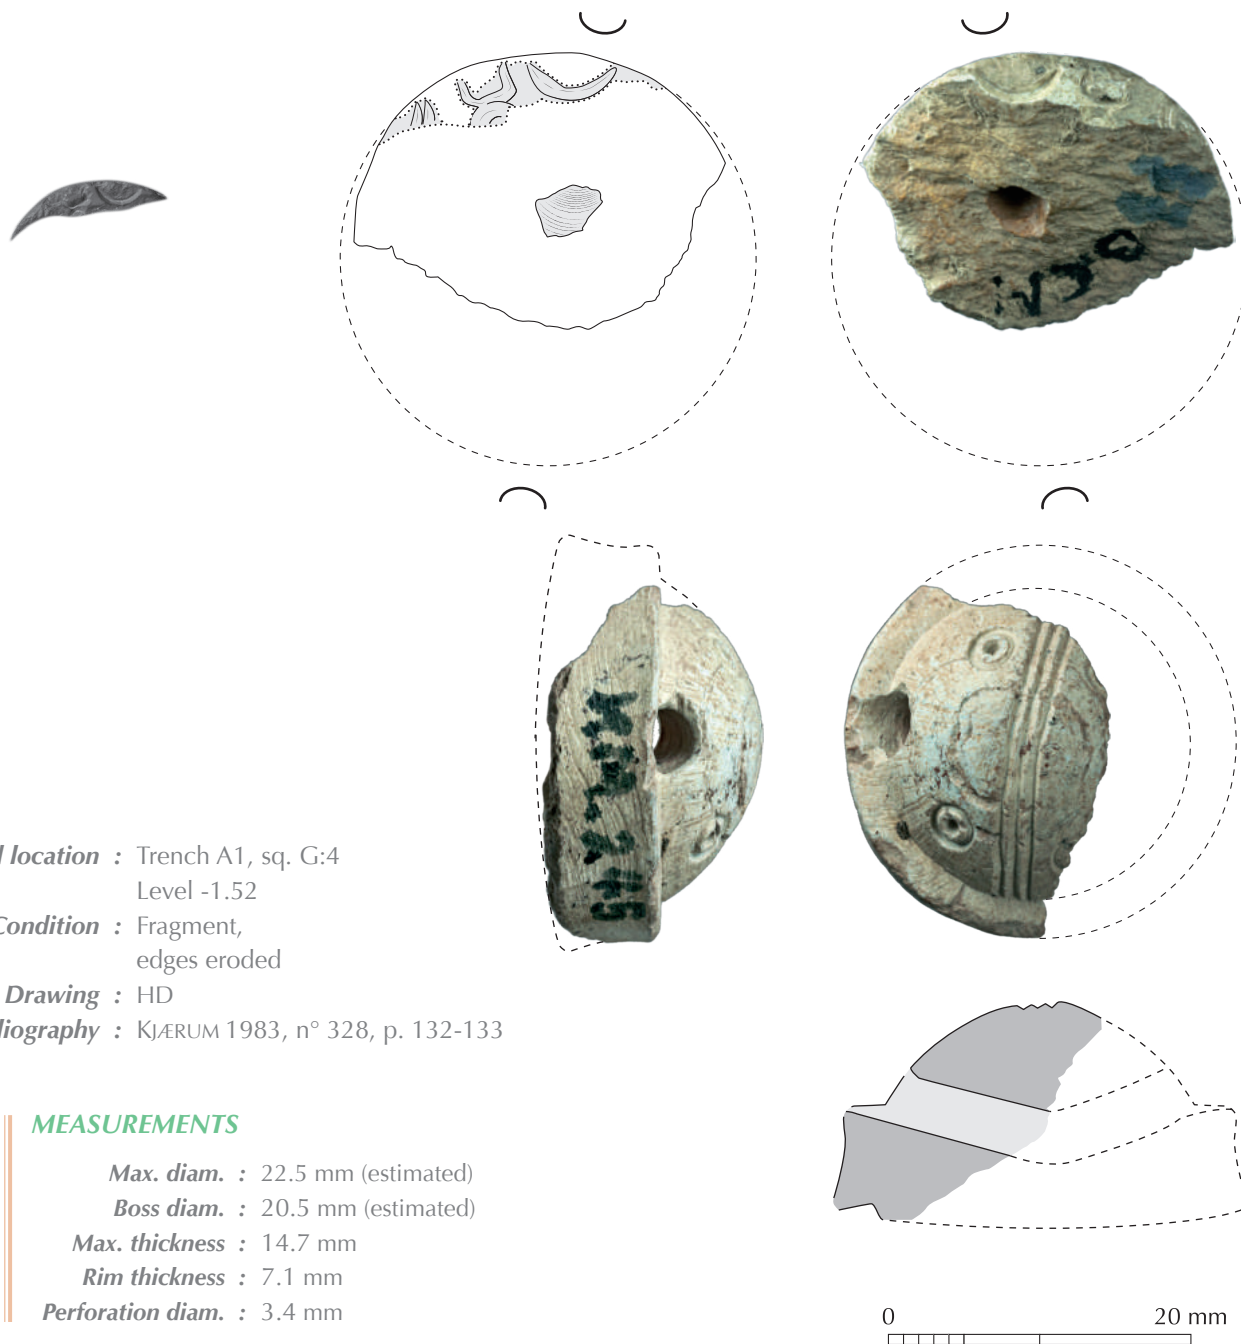 l location : Trench A1, sq. G:4
Level -1.52
Condition : Fragment,
edges eroded
Drawing : HD
liography : KJÆRUM 1983, n° 328, p. 132-133
MEASUREMENTS
Max. diam. : 22.5 mm (estimated)
Boss diam. : 20.5 mm (estimated)
Max. thickness : 14.7 mm
Rim thickness : 7.1 mm
Perforation diam. : 3.4 mm
0 20 mm